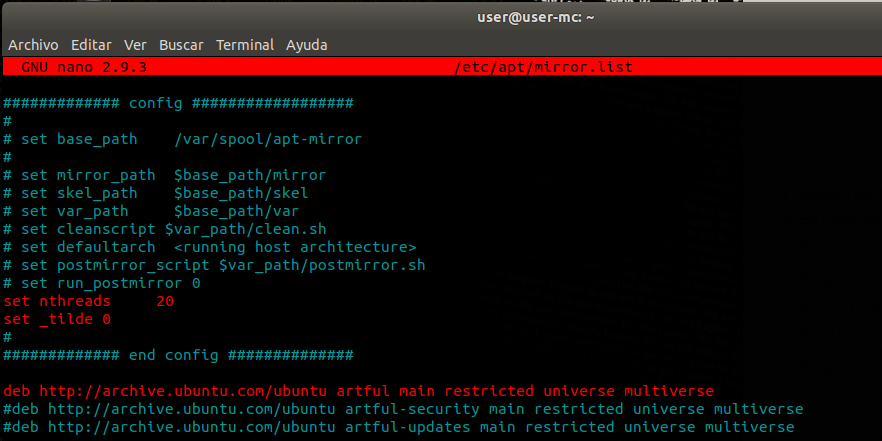 user@user-mc: ~
Archivo Editar Ver Buscar Terminal Ayuda
GNU nano 2.9.3 /etc/apt/mirror.list
############# config ##################
#
# set base_path    /var/spool/apt-mirror
#
# set mirror_path  $base_path/mirror
# set skel_path    $base_path/skel
# set var_path     $base_path/var
# set cleanscript $var_path/clean.sh
# set defaultarch  <running host architecture>
# set postmirror_script $var_path/postmirror.sh
# set run_postmirror 0
set nthreads     20
set _tilde 0
#
############# end config ##############
deb http://archive.ubuntu.com/ubuntu artful main restricted universe multiverse
#deb http://archive.ubuntu.com/ubuntu artful-security main restricted universe multiverse
#deb http://archive.ubuntu.com/ubuntu artful-updates main restricted universe multiverse